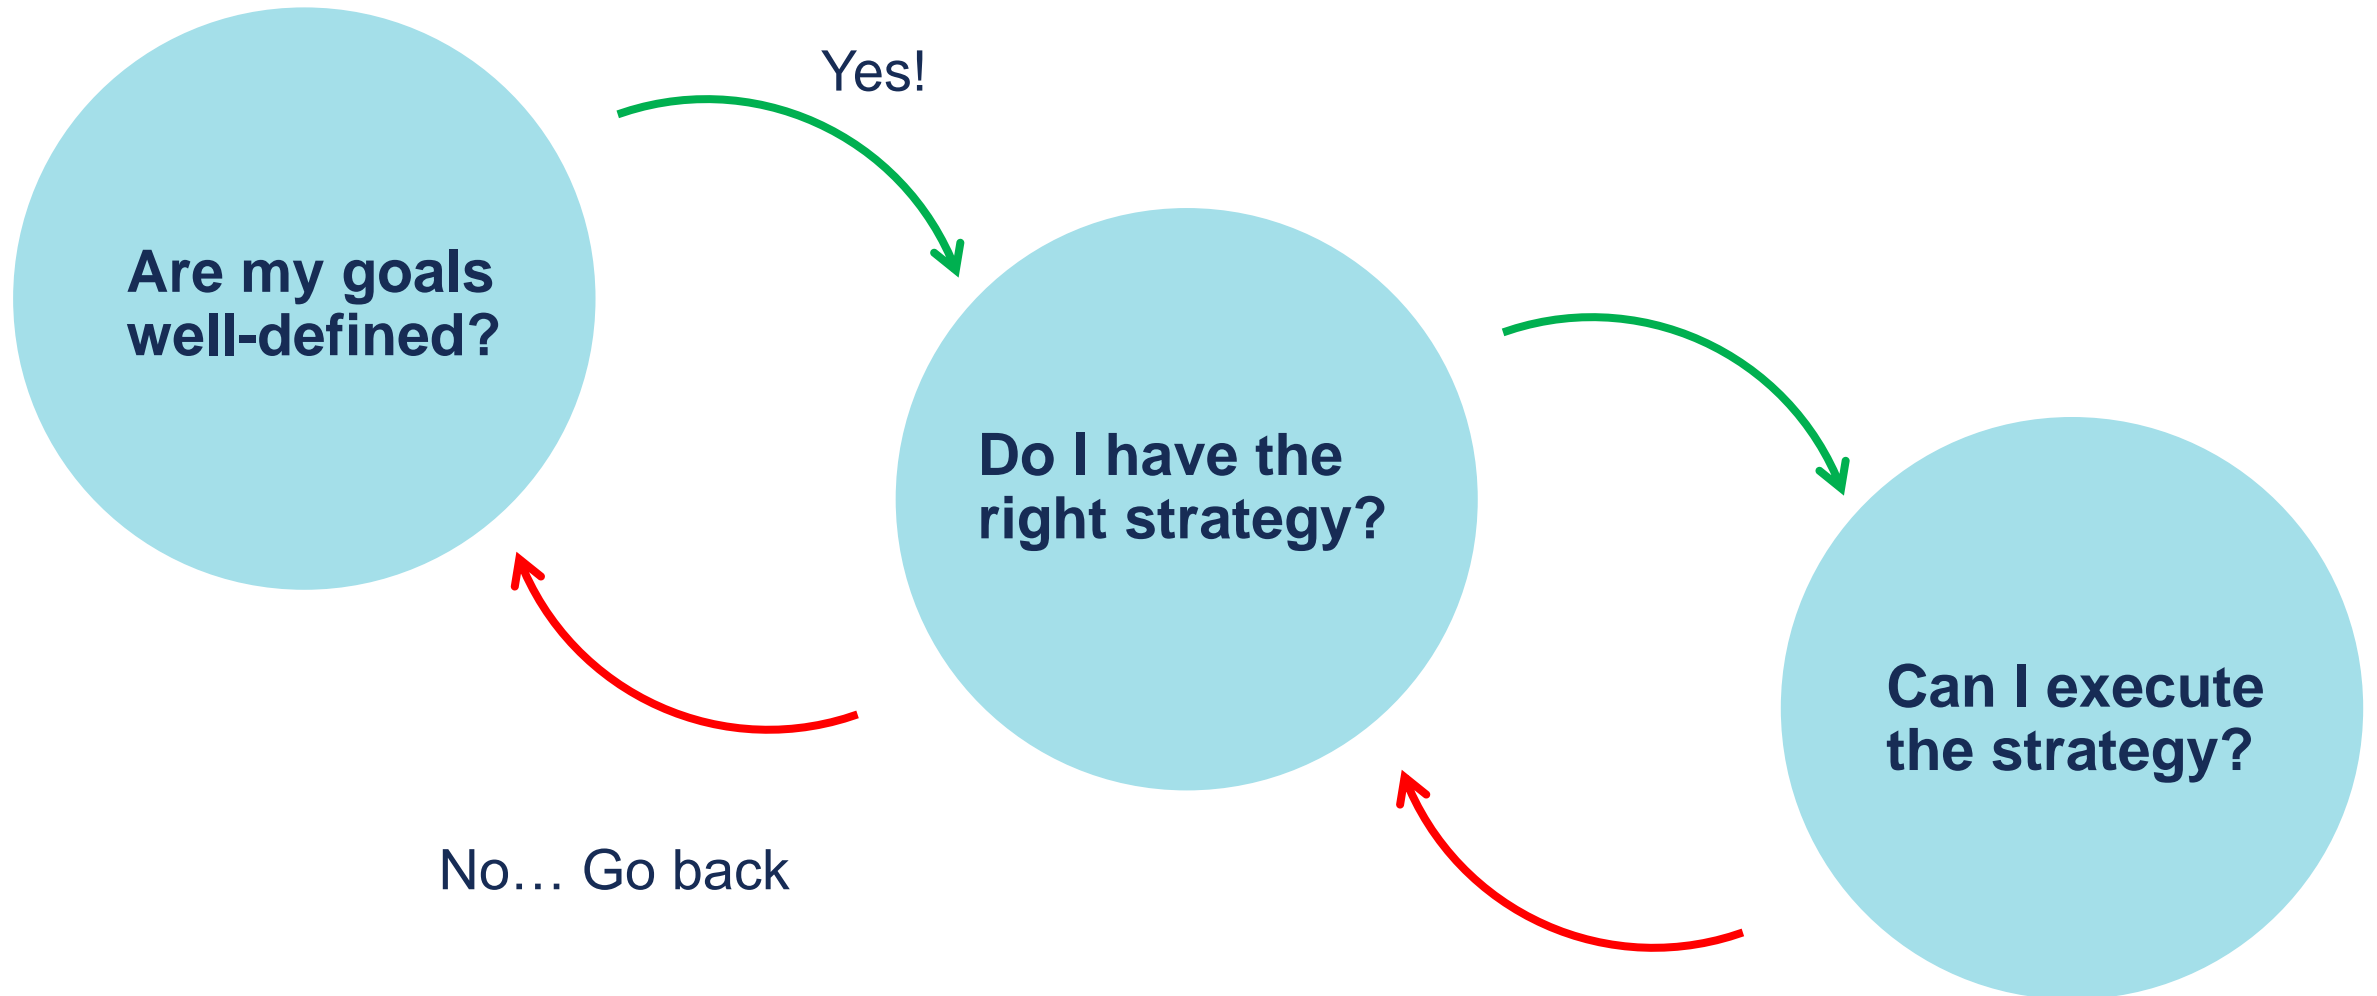 Yes!
Are my goals
well-defined?
Do I have the
right strategy?
Can I execute
the strategy?
No… Go back